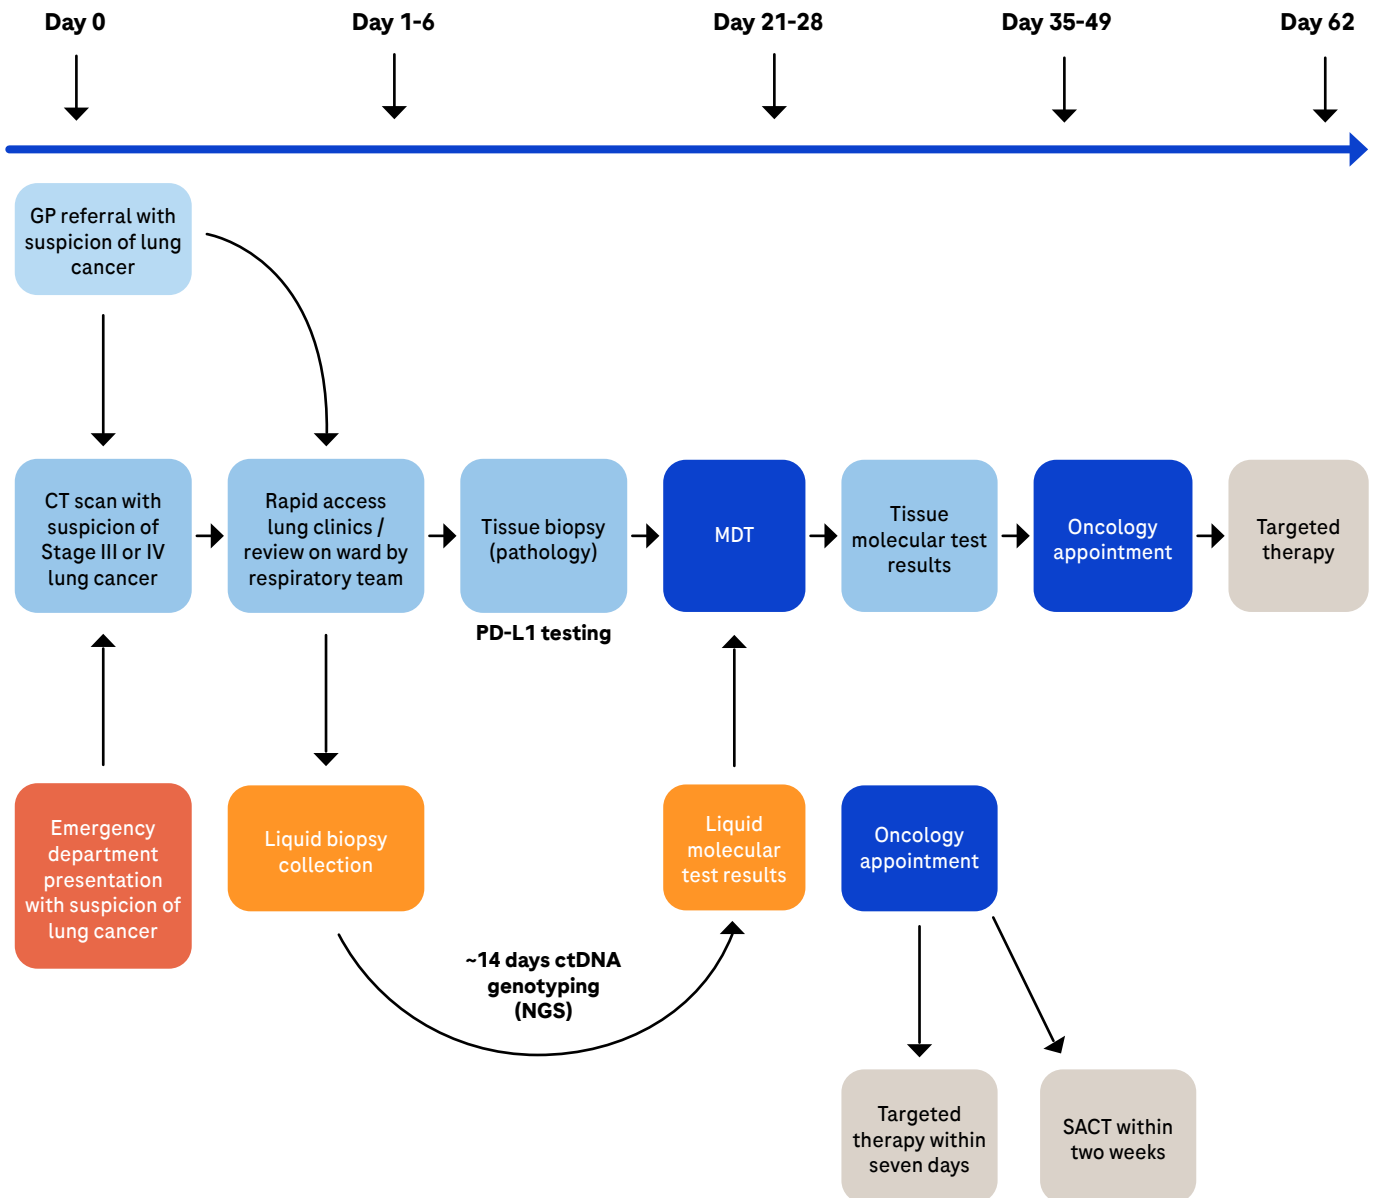 Day 0
Day 1-6
Day 21-28
Day 35-49
Day 62
GP referral with
suspicion of lung
cancer
CT scan with
suspicion of
Stage III or IV
lung cancer
Rapid access
lung clinics /
review on ward by
respiratory team
Tissue biopsy
(pathology)
PD-L1 testing
MDT
Tissue
molecular test
results
Oncology
appointment
Targeted
therapy
Emergency
department
presentation
with suspicion of
lung cancer
Liquid biopsy
collection
~14 days ctDNA
genotyping
(NGS)
Liquid
molecular
test results
Oncology
appointment
Targeted
therapy within
seven days
SACT within
two weeks